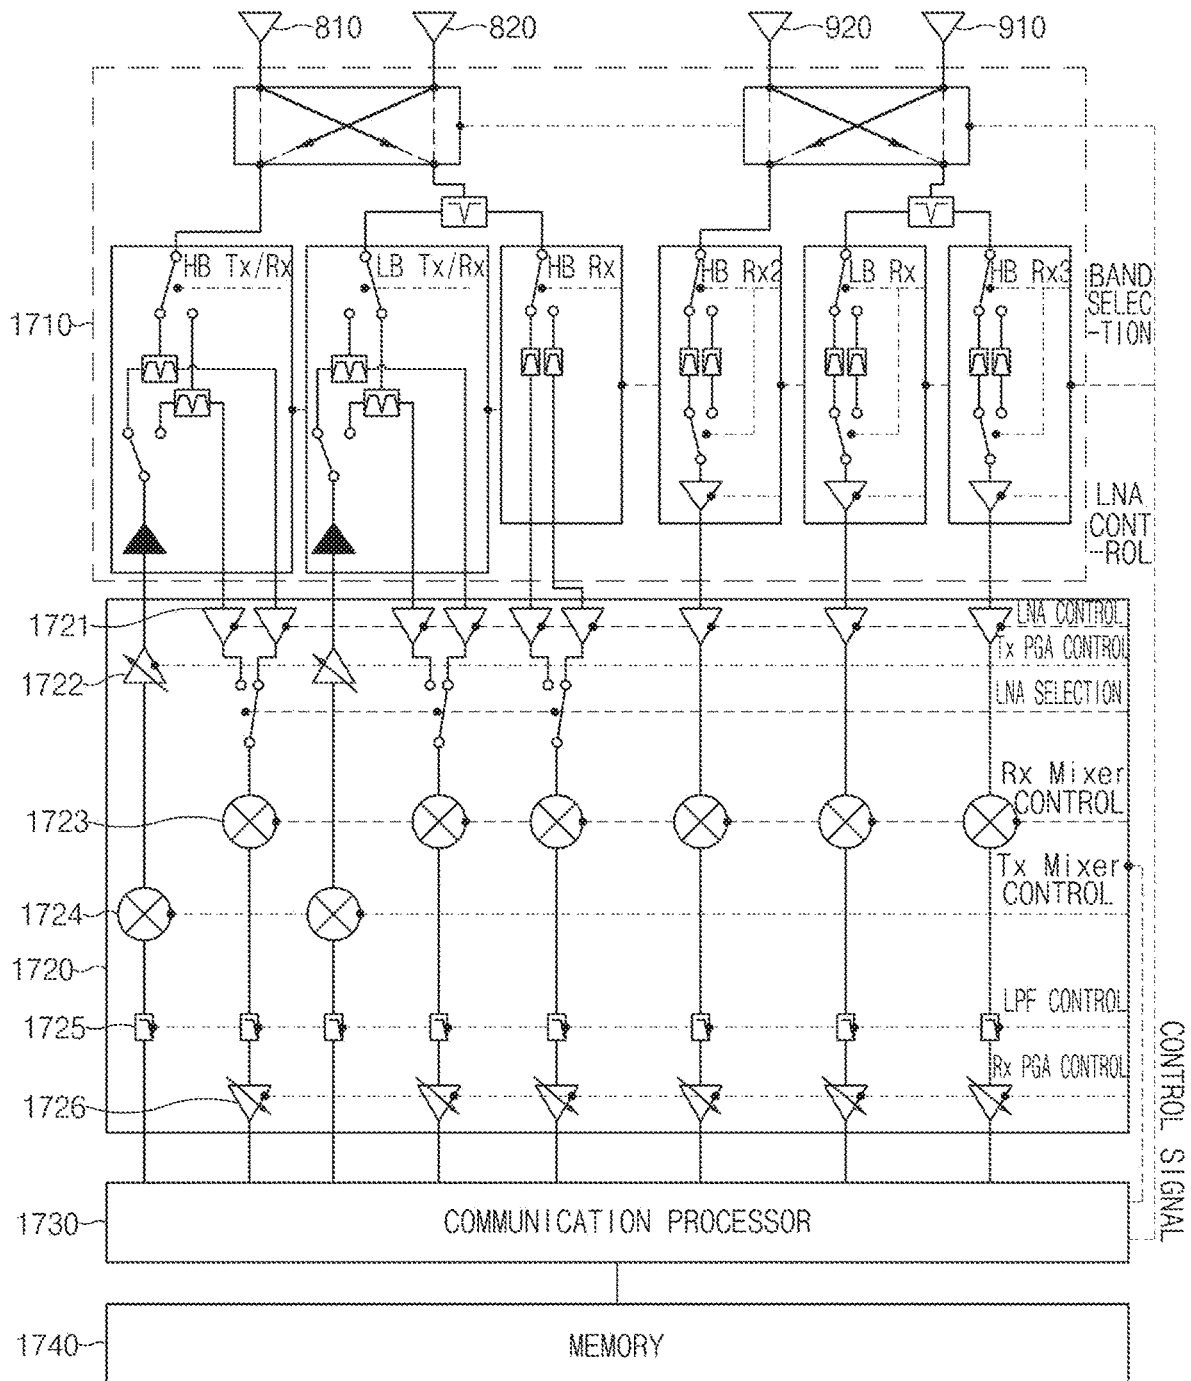 810
820
920
910
HB Tx/Rx
LB Tx/Rx
HB Rx
HB Rx2
LB Rx
HB Rx3
BAND
SELEC
-TION
1710
LNA
CONT
-ROL
1721
LNA CONTROL
Tx PGA CONTROL
1722
LNA SELECTION
Rx Mixer
CONTROL
1723
Tx Mixer
CONTROL
1724
1720
LPF CONTROL
1725
Rx PGA CONTROL
1726
CONTROL SIGNAL
1730
COMMUNICATION PROCESSOR
1740
MEMORY